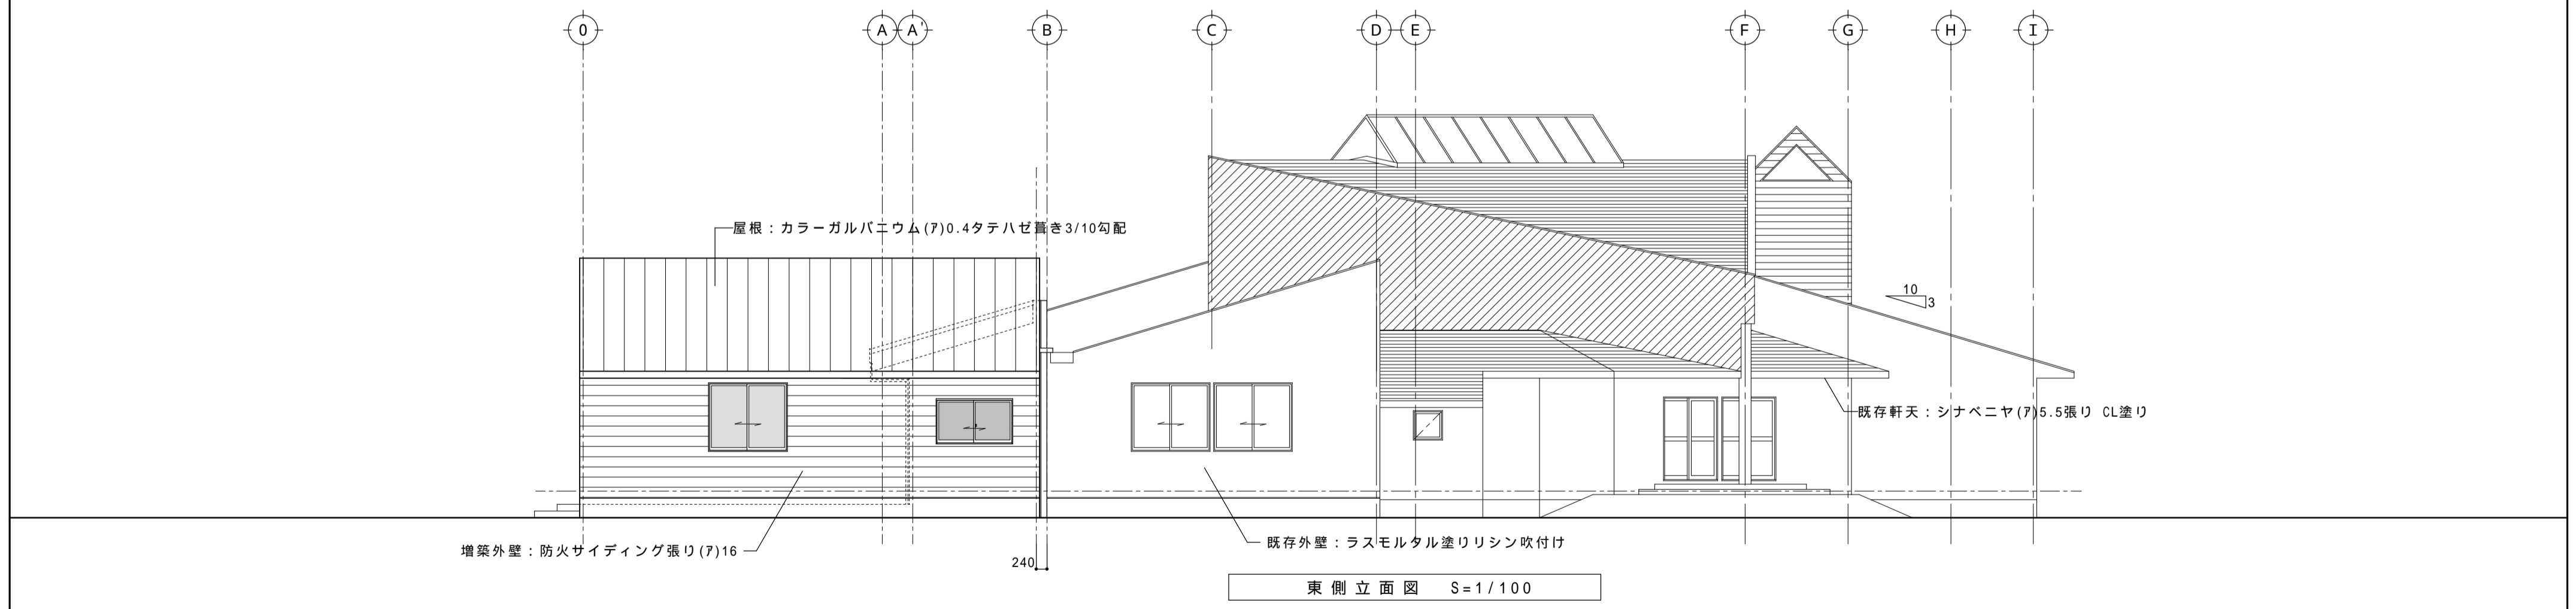 0 A A' B C D E F G H I
屋根：カラーガルバニウム(ｱ)0.4タテハゼ葺き3/10勾配
10
3
既存軒天：シナベニヤ(ｱ)5.5張り CL塗り
増築外壁：防火サイディング張り(ｱ)16
既存外壁：ラスモルタル塗りリシン吹付け
240
東側立面図 S=1/100